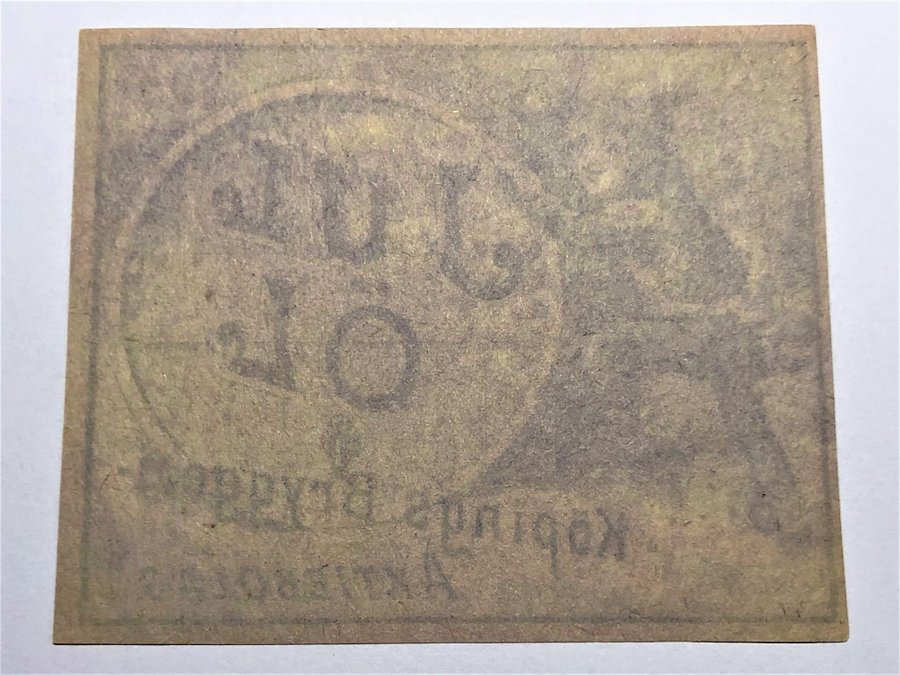 JUL
ÖL
Köpings Bryggeri-
AKTIEBOLAG